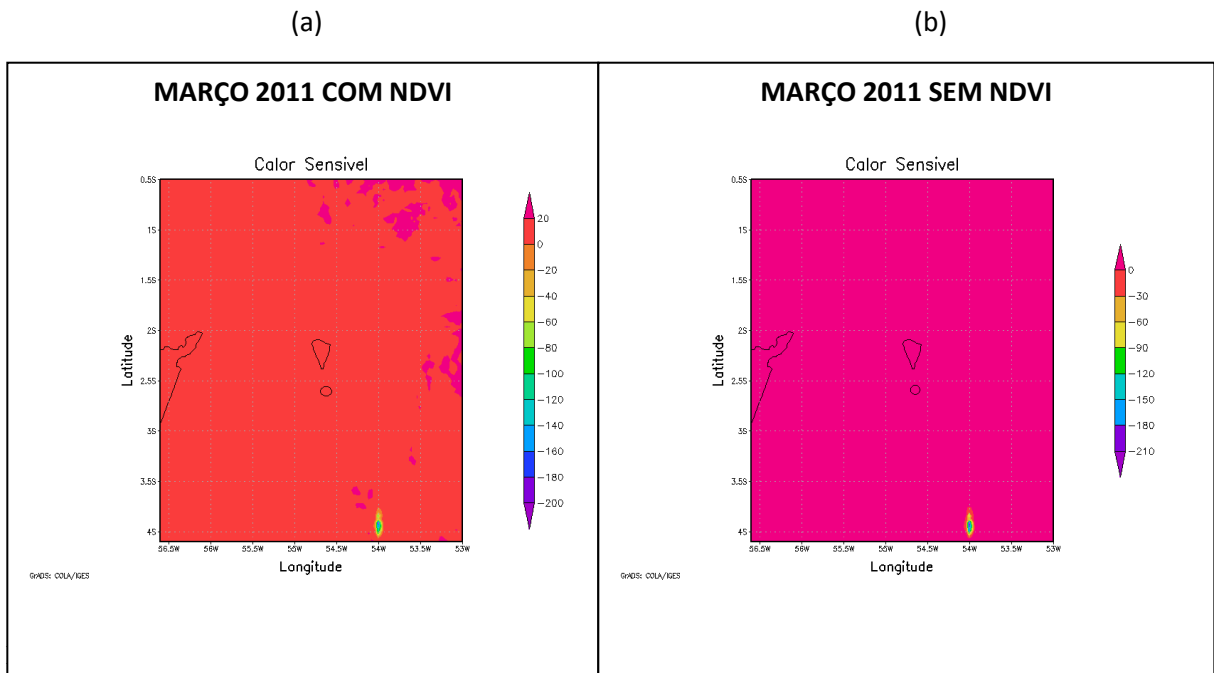 (a)
(b)
MARÇO 2011 COM NDVI
MARÇO 2011 SEM NDVI
Calor Sensivel
0.5S
1S
1.5S
2S
2.5S
3S
3.5S
4S
Latitude
56.5W
56W
55.5W
55W
54.5W
54W
53.5W
53W
Longitude
20
0
−20
−40
−60
−80
−100
−120
−140
−160
−180
−200
GrADS: COLA/IGES
Calor Sensivel
0.5S
1S
1.5S
2S
2.5S
3S
3.5S
4S
Latitude
56.5W
56W
55.5W
55W
54.5W
54W
53.5W
53W
Longitude
0
−30
−60
−90
−120
−150
−180
−210
GrADS: COLA/IGES